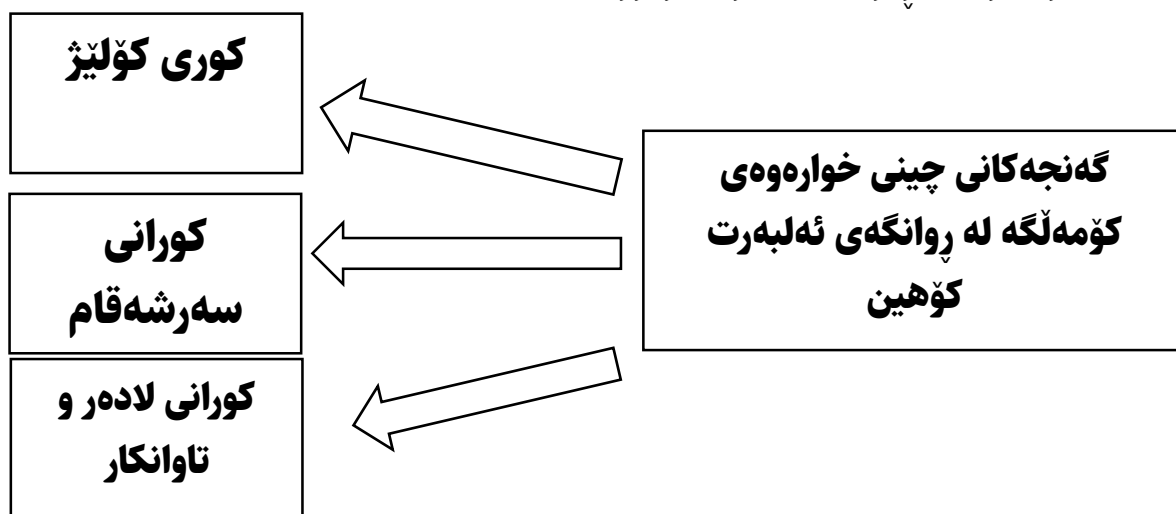 گەنجەکانی چینی خوارەوەی
کۆمەڵگە لە ڕوانگەی ئەلبەرت
کۆهین
کوری کۆلێژ
کورانی
سەرشەقام
کورانی لادەر و
تاوانکار